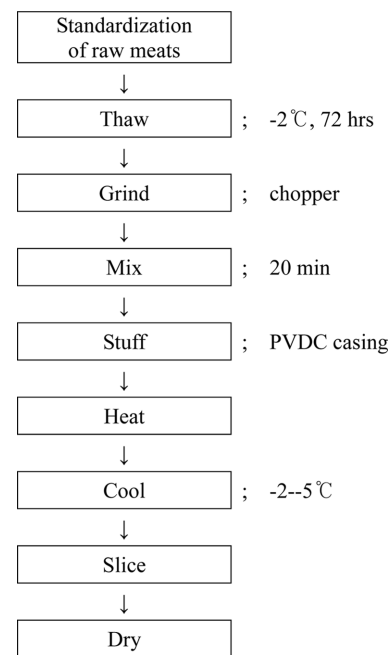 Standardization
of raw meats
↓
Thaw ; -2℃, 72 hrs
↓
Grind ; chopper
↓
Mix ; 20 min
↓
Stuff ; PVDC casing
↓
Heat
↓
Cool ; -2--5℃
↓
Slice
↓
Dry